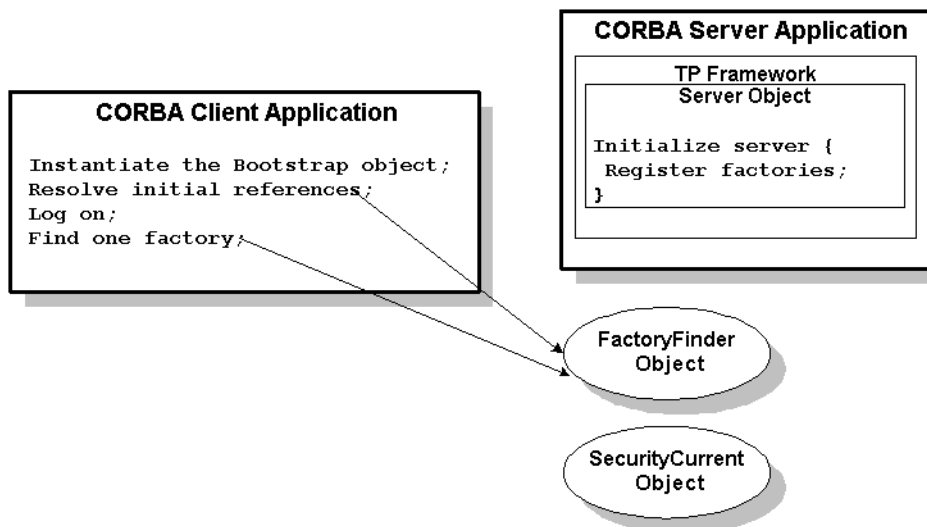 CORBA Client Application
Instantiate the Bootstrap object;
Resolve initial references;
Log on;
Find one factory;
CORBA Server Application
TP Framework
Server Object
Initialize server {
Register factories;
}
FactoryFinder
Object
SecurityCurrent
Object